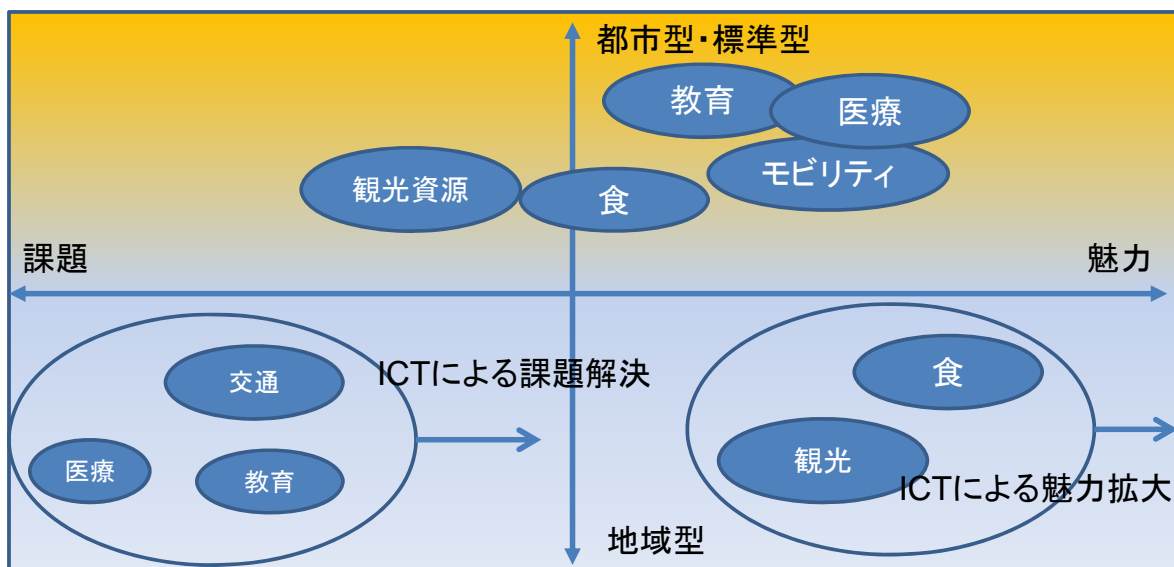 都市型・標準型
教育
医療
モビリティ
観光資源
食
課題
魅力
交通
ICTによる課題解決
食
医療
教育
観光
ICTによる魅力拡大
地域型